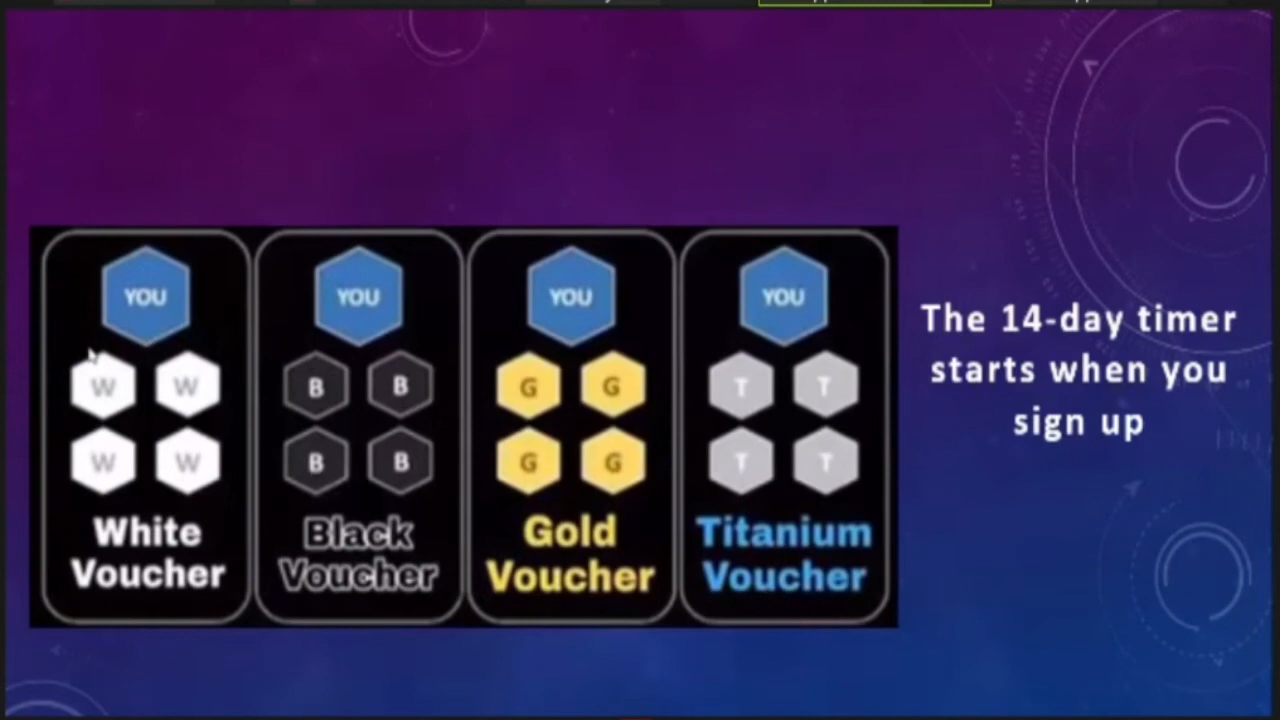 YOU
W W
W W
White
Voucher
YOU
B B
B B
Black
Voucher
YOU
G G
G G
Gold
Voucher
YOU
T T
T T
Titanium
Voucher
The 14-day timer
starts when you
sign up